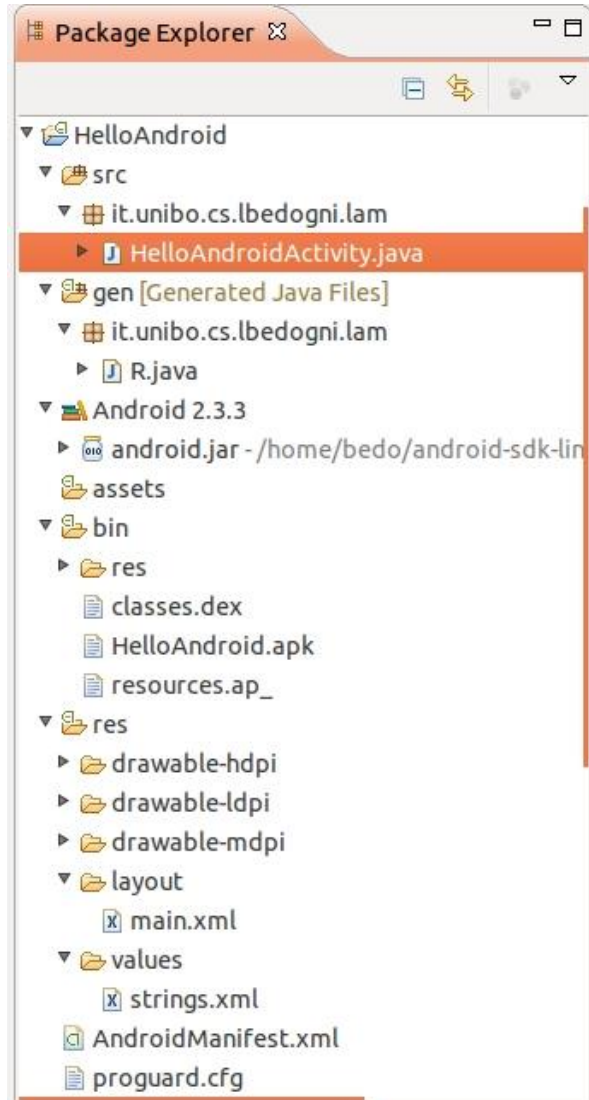 Package Explorer
HelloAndroid
src
it.unibo.cs.lbedogni.lam
HelloAndroidActivity.java
gen [Generated Java Files]
it.unibo.cs.lbedogni.lam
R.java
Android 2.3.3
android.jar - /home/bedo/android-sdk-lin
assets
bin
res
classes.dex
HelloAndroid.apk
resources.ap_
res
drawable-hdpi
drawable-ldpi
drawable-mdpi
layout
main.xml
values
strings.xml
AndroidManifest.xml
proguard.cfg